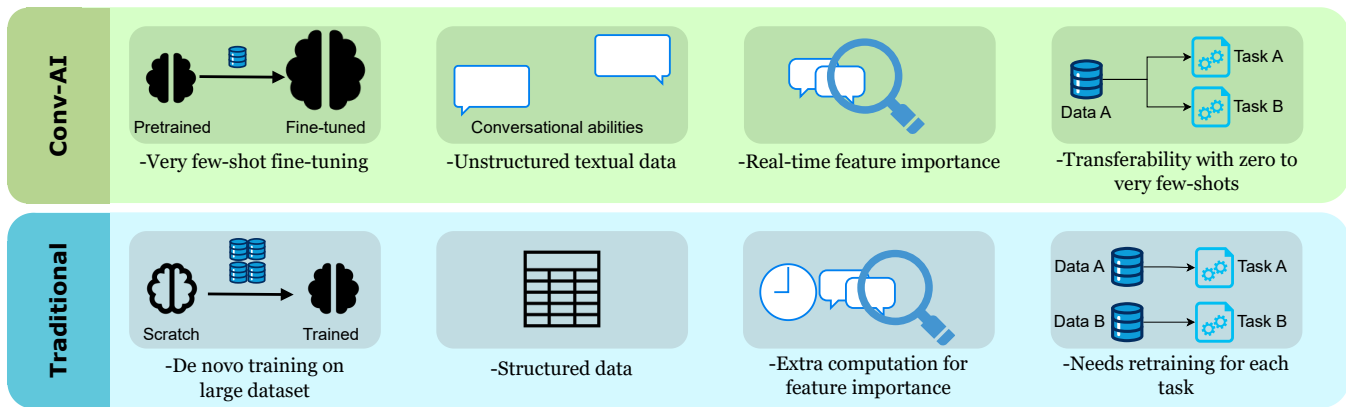 Conv-AI
Pretrained
Fine-tuned
-Very few-shot fine-tuning
Conversational abilities
-Unstructured textual data
-Real-time feature importance
Data A
Task A
Task B
-Transferability with zero to
very few-shots
Traditional
Scratch
Trained
-De novo training on
large dataset
-Structured data
-Extra computation for
feature importance
Data A
Task A
Data B
Task B
-Needs retraining for each
task